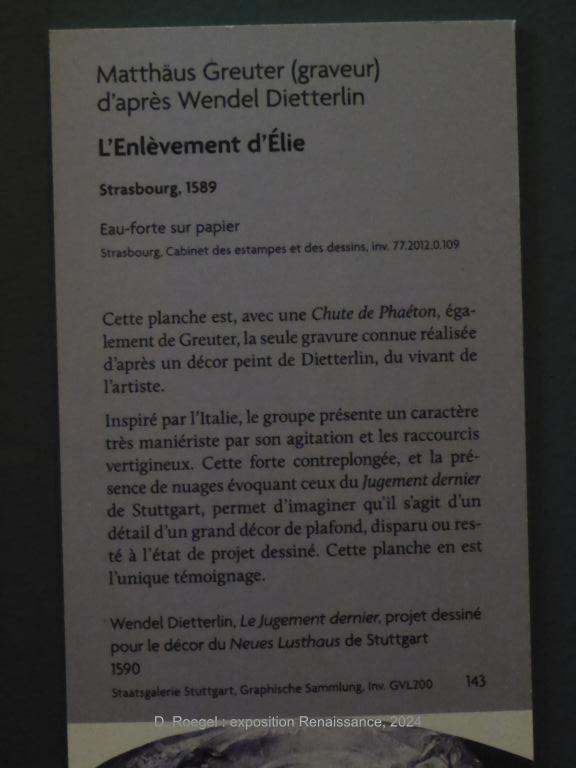 Matthäus Greuter (graveur)
d'après Wendel Dietterlin
L'Enlèvement d'Élie
Strasbourg, 1589
Eau-forte sur papier
Strasbourg, Cabinet des estampes et des dessins, inv. 77.2012.0.109
Cette planche est, avec une Chute de Phaéton, éga-
lement de Greuter, la seule gravure connue réalisée
d'après un décor peint de Dietterlin, du vivant de
l'artiste.
Inspiré par l'Italie, le groupe présente un caractère
très maniériste par son agitation et les raccourcis
vertigineux. Cette forte contreplongée, et la pré-
sence de nuages évoquant ceux du Jugement dernier
de Stuttgart, permet d'imaginer qu'il s'agit d'un
détail d'un grand décor de plafond, disparu ou res-
té à l'état de projet dessiné. Cette planche en est
l'unique témoignage.
Wendel Dietterlin, Le Jugement dernier, projet dessiné
pour le décor du Neues Lusthaus de Stuttgart
1590
Staatsgalerie Stuttgart, Graphische Sammlung, Inv. GVL200 143
D. Roegel : exposition Renaissance, 2024